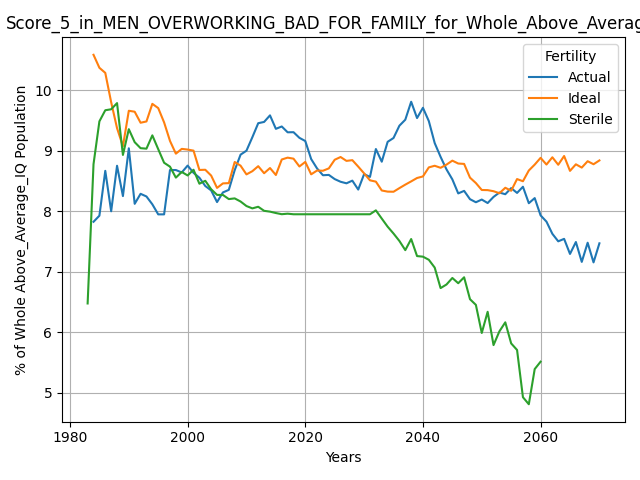 Score_5_in_MEN_OVERWORKING_BAD_FOR_FAMILY_for_Whole_Above_Averag
% of Whole Above_Average_IQ Population
10
9
8
7
6
5
Fertility
Actual
Ideal
Sterile
1980
2000
2020
2040
2060
Years